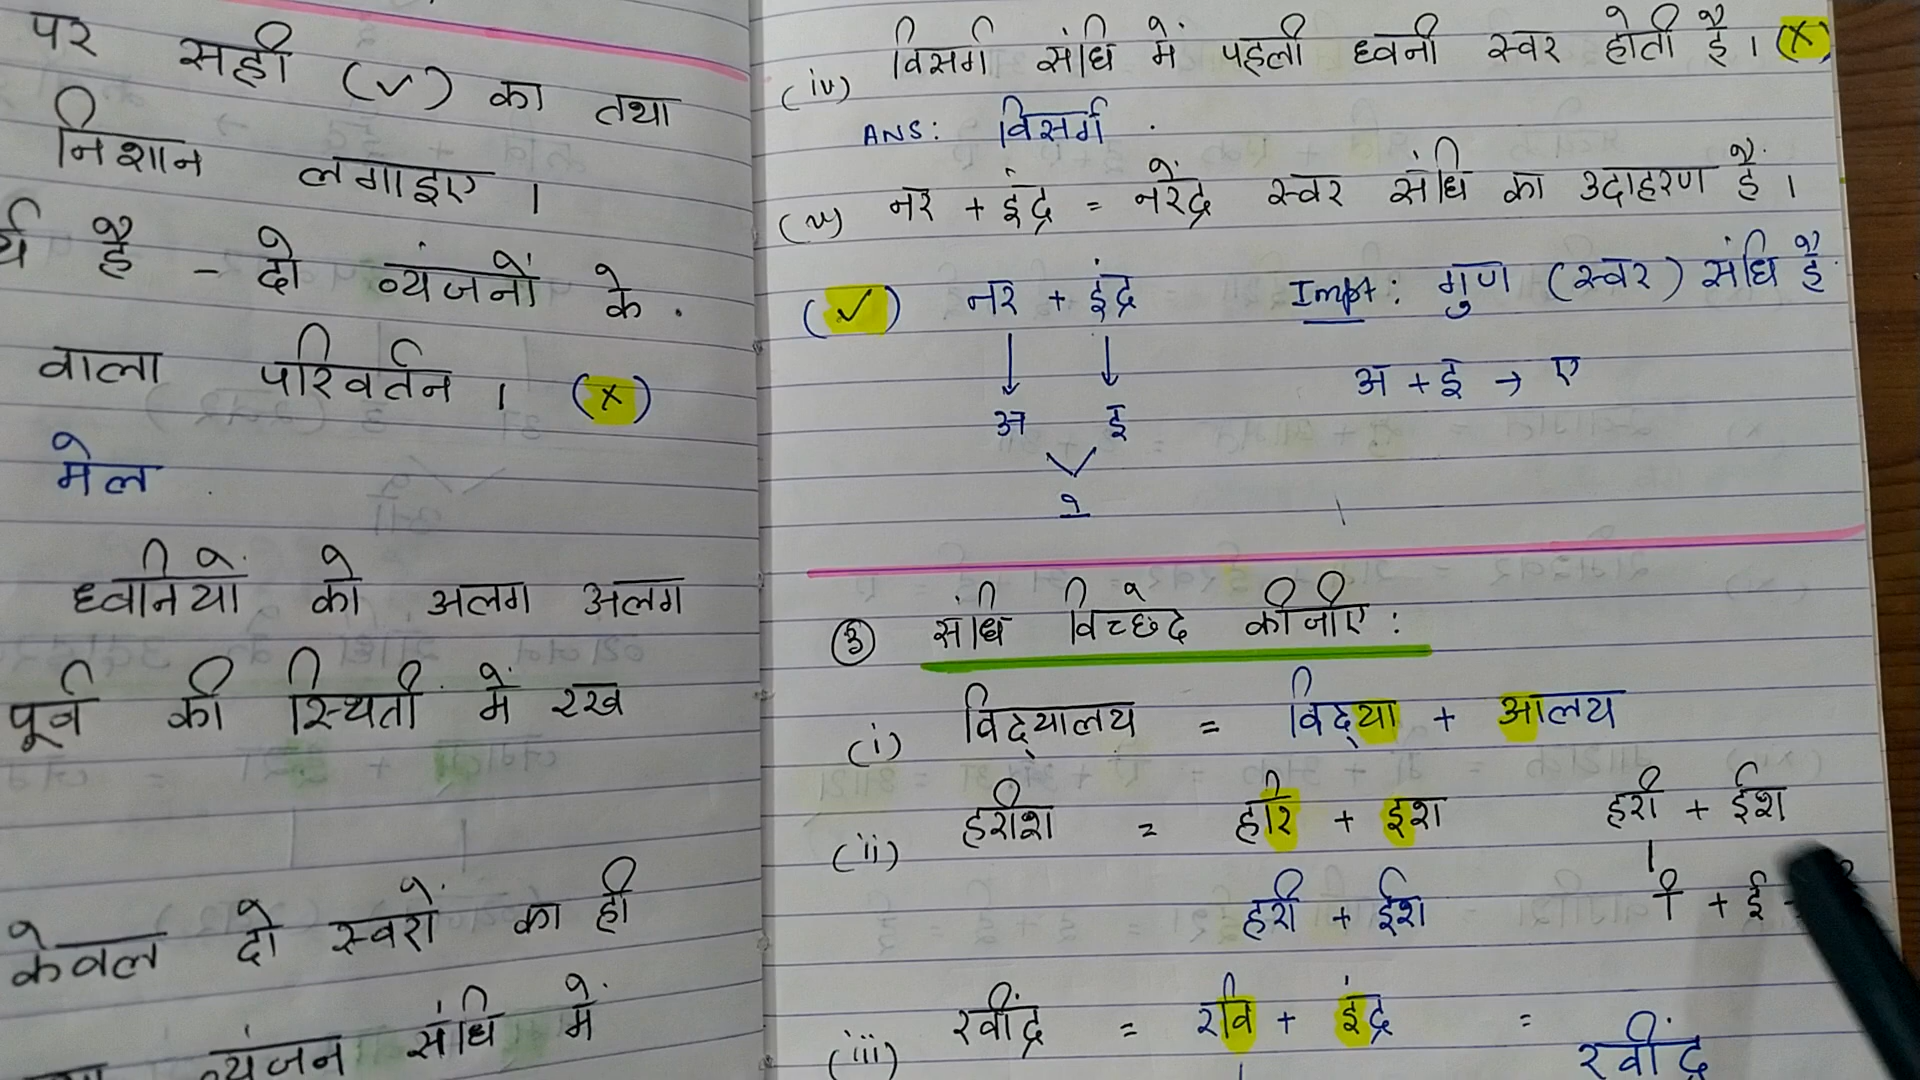 पर सही (✓) का तथा
निशान लगाइए ।
है - दो व्यंजनों के
वाला परिवर्तन । (x)
मेल
ध्वनियों को अलग अलग
पूर्व की स्थिती में रख
केवल दो स्वरों का ही
व्यंजन संधि में
(iv) विसर्ग संधि में पहली ध्वनी स्वर होती है । (x)
ANS: विसर्ग
(v) नर + इंद्र = नरेंद्र स्वर संधि का उदाहरण है ।
(✓) नर + इंद्र Impt: गुण (स्वर) संधि है
अ + इ → ए
अ इ
े
③ संधि विच्छेद कीजीए :
(i) विद्यालय = विद्या + आलय
(ii) हरीश = हरि + इश हरी + ईश
हरी + ईश ी + ई
(iii) रवींद्र = रवि + इंद्र = रवींद्र